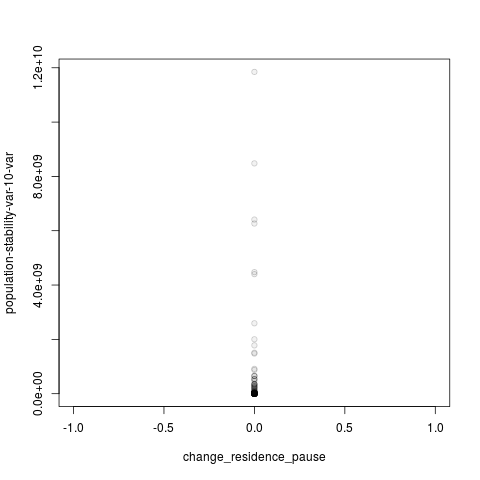 population-stability-var-10-var
1.2e+10
8.0e+09
4.0e+09
0.0e+00
-1.0 -0.5 0.0 0.5 1.0
change_residence_pause